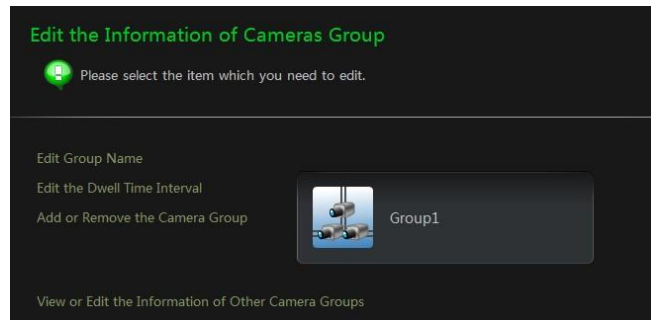 Edit the Information of Cameras Group
Please select the item which you need to edit.
Edit Group Name
Edit the Dwell Time Interval
Add or Remove the Camera Group
Group1
View or Edit the Information of Other Camera Groups